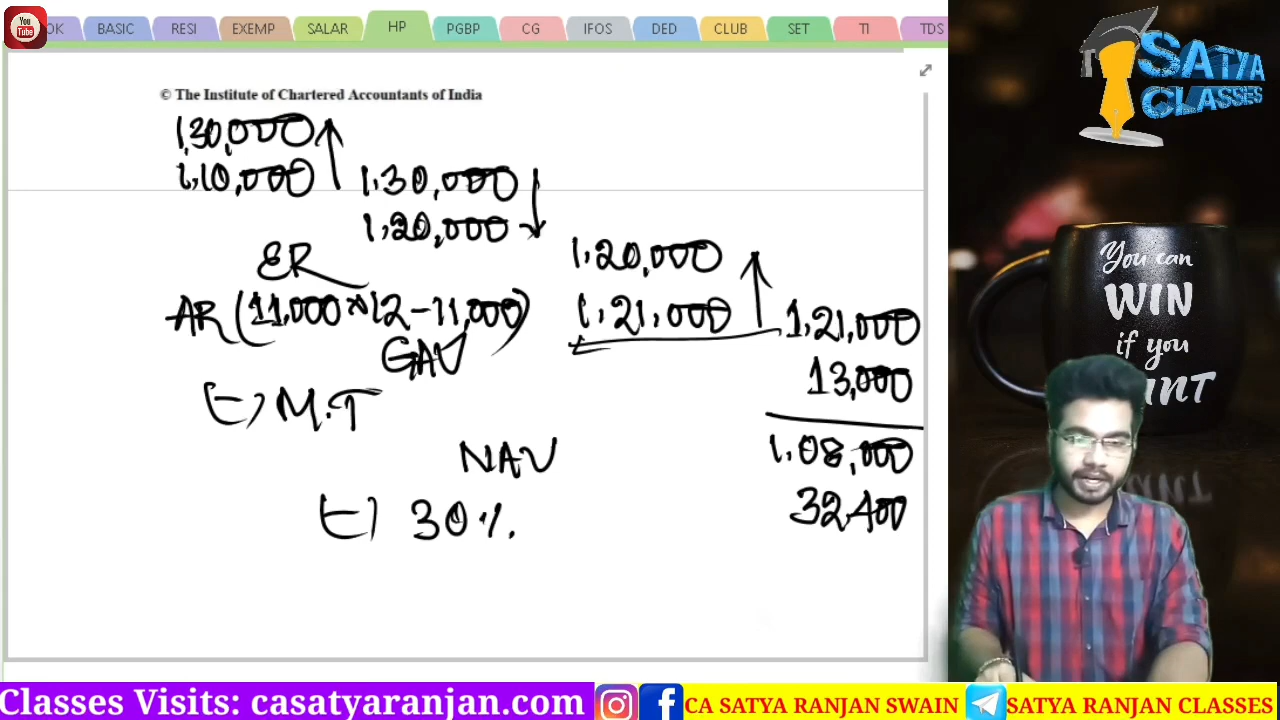 You Tube
OK BASIC RESI EXEMP SALAR HP PGBP CG IFOS DED CLUB SET TI TDS
SATYA
CLASSES
© The Institute of Chartered Accountants of India
1,30,000
1,10,000
1,30,000
1,20,000
ER
1,20,000
AR (11,000 × 12 - 11,000)
1,21,000
1,21,000
GAV
13,000
(-) M.T
NAV
1,08,000
(-) 30%
32,400
You can
WIN
if you
Classes Visits: casatyaranjan.com
CA SATYA RANJAN SWAIN
SATYA RANJAN CLASSES